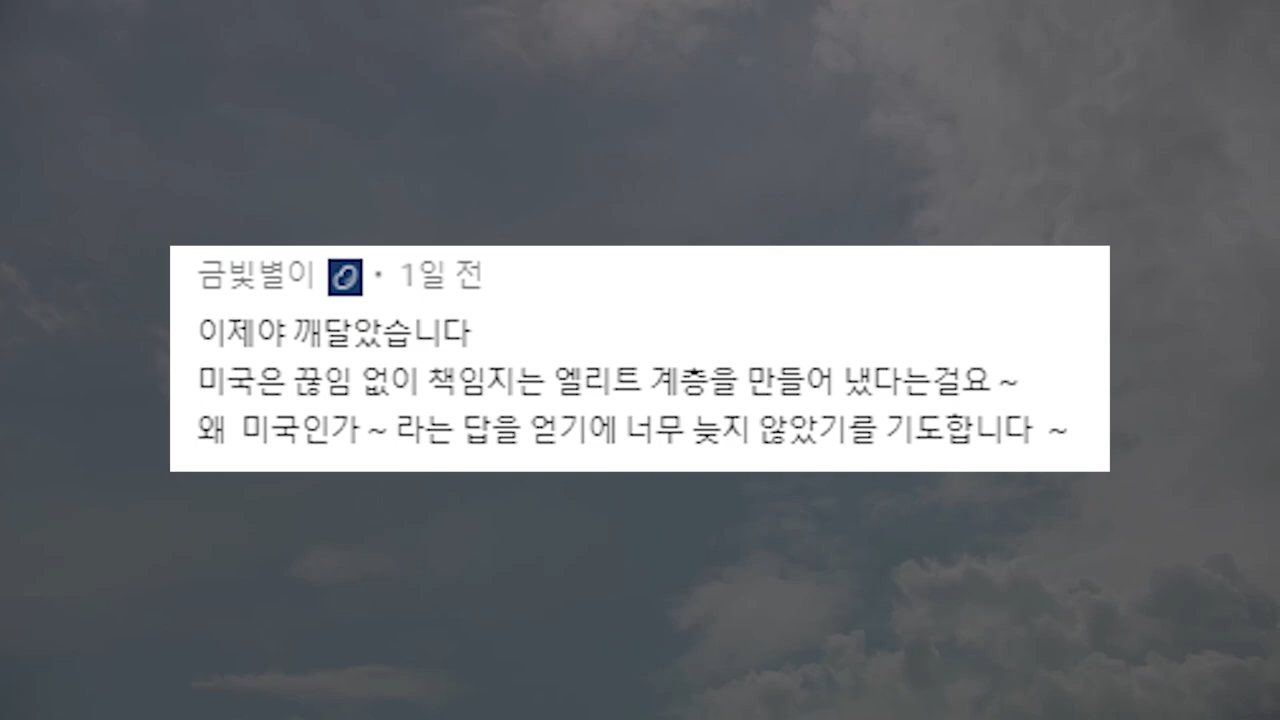 금빛별이 • 1일 전
이제야 깨달았습니다
미국은 끊임 없이 책임지는 엘리트 계층을 만들어 냈다는걸요 ~
왜 미국인가 ~ 라는 답을 얻기에 너무 늦지 않았기를 기도합니다 ~